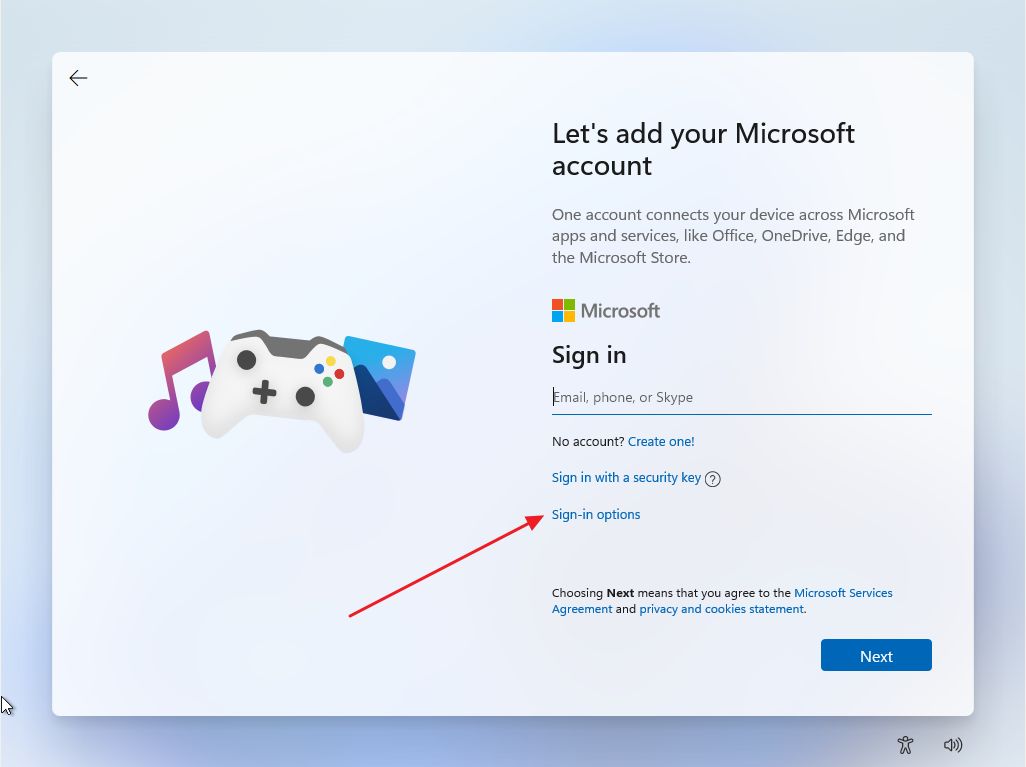 Let's add your Microsoft
account
One account connects your device across Microsoft
apps and services, like Office, OneDrive, Edge, and
the Microsoft Store.
Microsoft
Sign in
Email, phone, or Skype
No account? Create one!
Sign in with a security key ?
Sign-in options
Choosing Next means that you agree to the Microsoft Services
Agreement and privacy and cookies statement.
Next